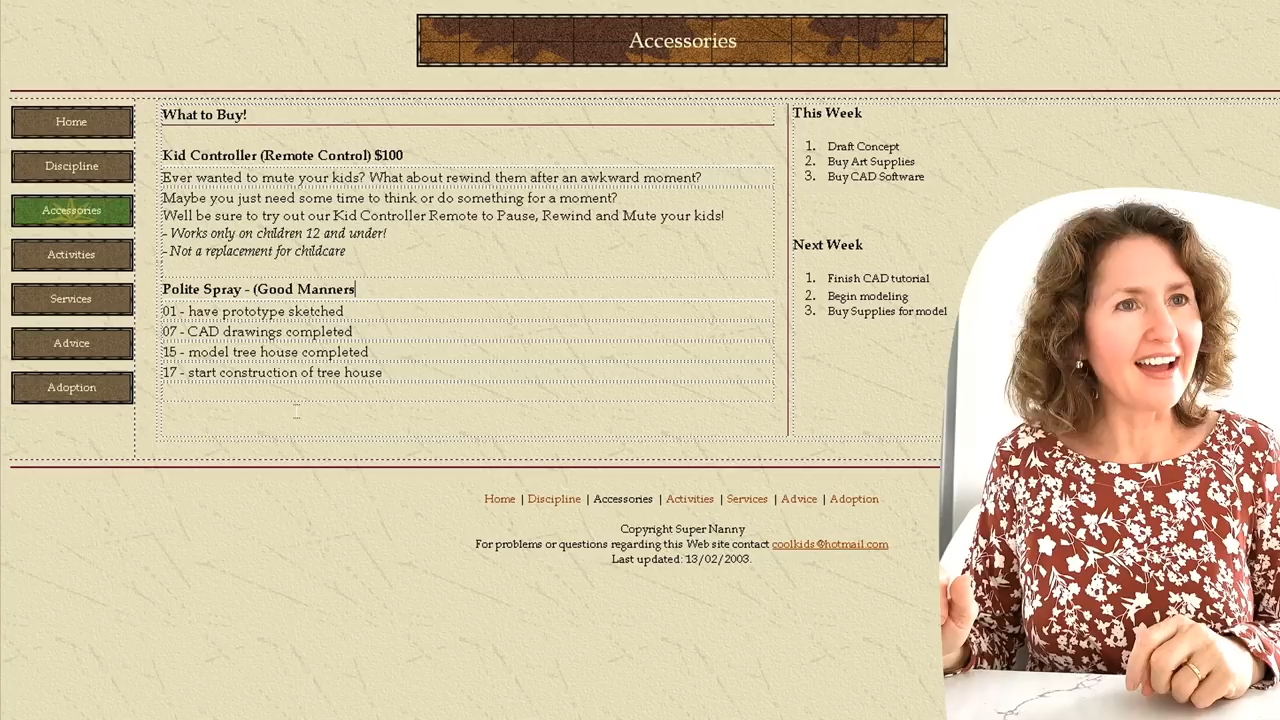 Accessories
Home
Discipline
Accessories
Activities
Services
Advice
Adoption
What to Buy!
Kid Controller (Remote Control) $100
Ever wanted to mute your kids? What about rewind them after an awkward moment?
Maybe you just need some time to think or do something for a moment?
Well be sure to try out our Kid Controller Remote to Pause, Rewind and Mute your kids!
- Works only on children 12 and under!
- Not a replacement for childcare
Polite Spray - (Good Manners
01 - have prototype sketched
07 - CAD drawings completed
15 - model tree house completed
17 - start construction of tree house
This Week
1. Draft Concept
2. Buy Art Supplies
3. Buy CAD Software
Next Week
1. Finish CAD tutorial
2. Begin modeling
3. Buy Supplies for model
Home | Discipline | Accessories | Activities | Services | Advice | Adoption
Copyright Super Nanny
For problems or questions regarding this Web site contact coolkids@hotmail.com
Last updated: 13/02/2003.